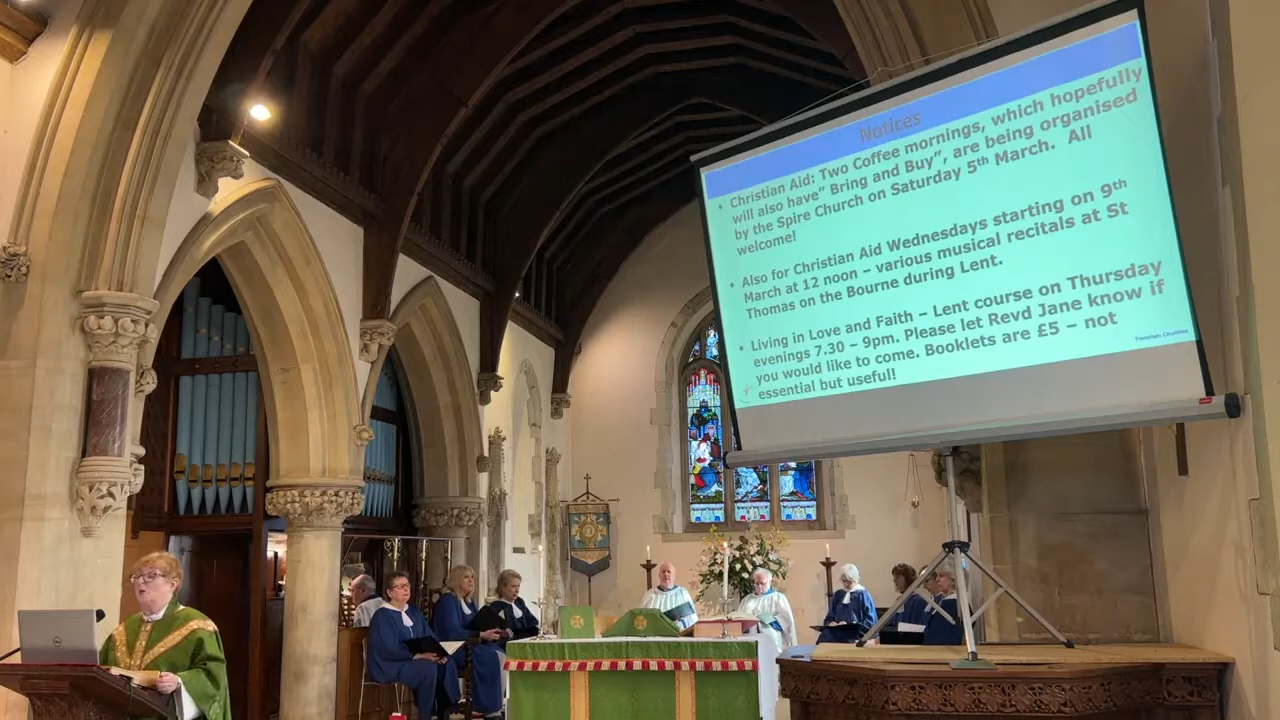 Notices
• Christian Aid: Two Coffee mornings, which hopefully
will also have” Bring and Buy”, are being organised
by the Spire Church on Saturday 5th March. All
welcome!
• Also for Christian Aid Wednesdays starting on 9th
March at 12 noon – various musical recitals at St
Thomas on the Bourne during Lent.
• Living in Love and Faith – Lent course on Thursday
evenings 7.30 – 9pm. Please let Revd Jane know if
you would like to come. Booklets are £5 – not
essential but useful!
DELL